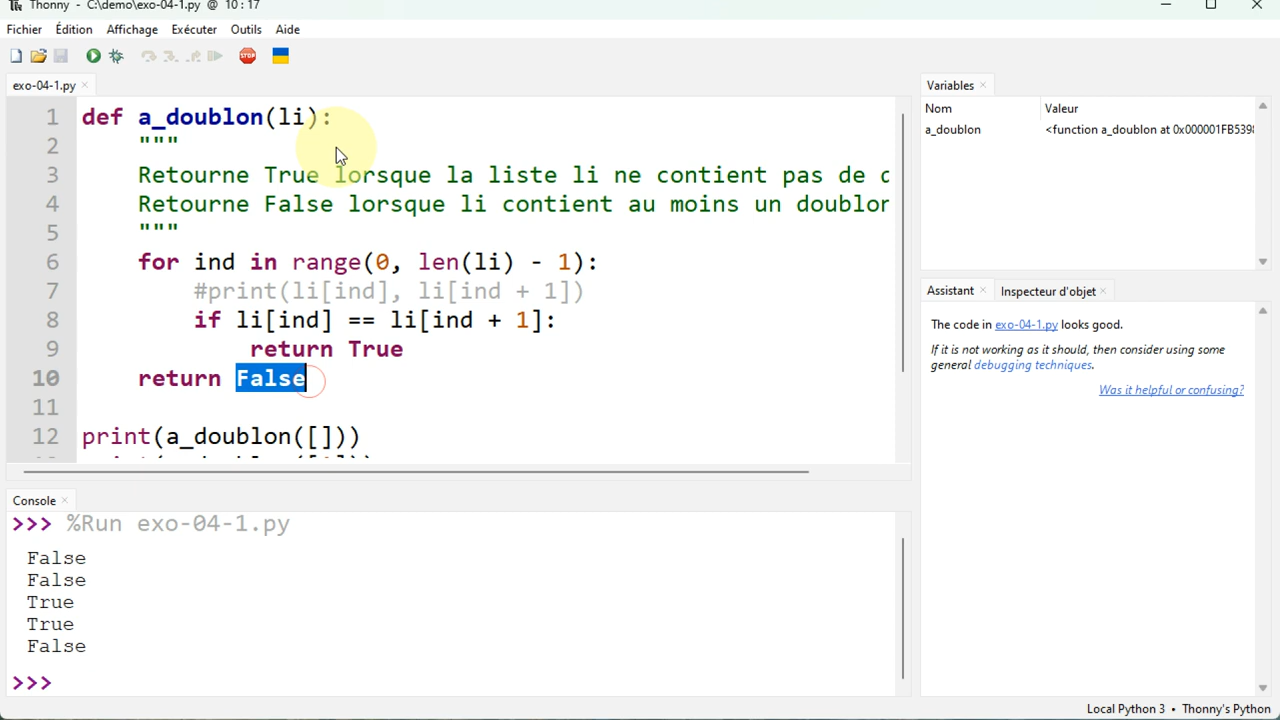 Thonny - C:\demo\exo-04-1.py @ 10:17
Fichier Édition Affichage Exécuter Outils Aide
STOP
exo-04-1.py ×
1 def a_doublon(li):
2 """
3 Retourne True lorsque la liste li ne contient pas de
4 Retourne False lorsque li contient au moins un
5 """
6 for ind in range(0, len(li) - 1):
7 #print(li[ind], li[ind + 1])
8 if li[ind] == li[ind + 1]:
9 return True
10 return False
11
12 print(a_doublon([]))
Console ×
>>> %Run exo-04-1.py
False
False
True
True
False
>>>
Variables ×
Nom Valeur
a_doublon <function a_doublon at 0x000001FB539
Assistant × Inspecteur d'objet ×
The code in exo-04-1.py looks good.
If it is not working as it should, then consider using some
general debugging techniques.
Was it helpful or confusing?
Local Python 3 • Thonny's Python